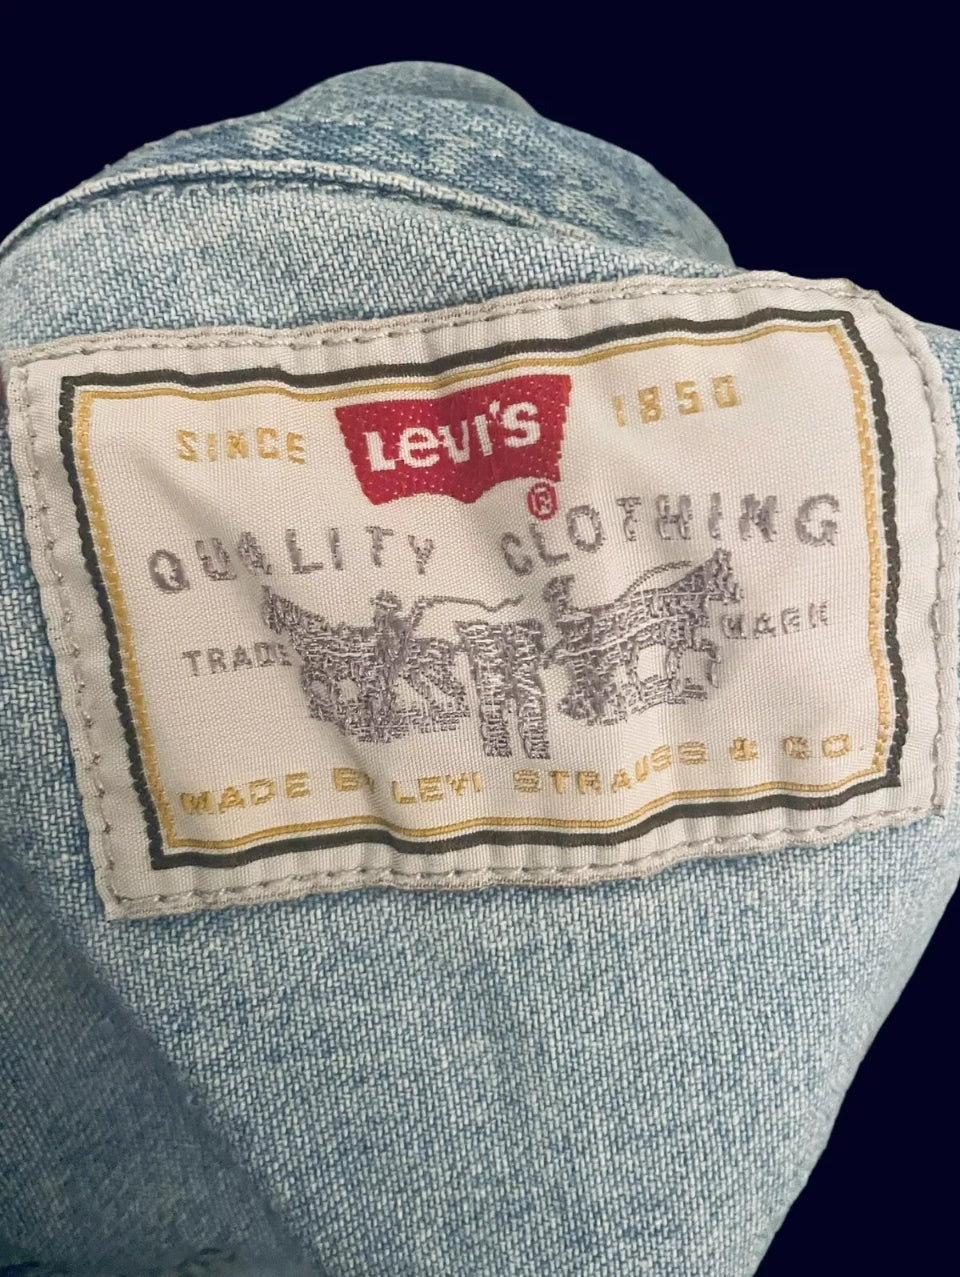 SINCE 1850
LEVI'S ®
QUALITY CLOTHING
TRADE MARK
MADE BY LEVI STRAUSS & CO.